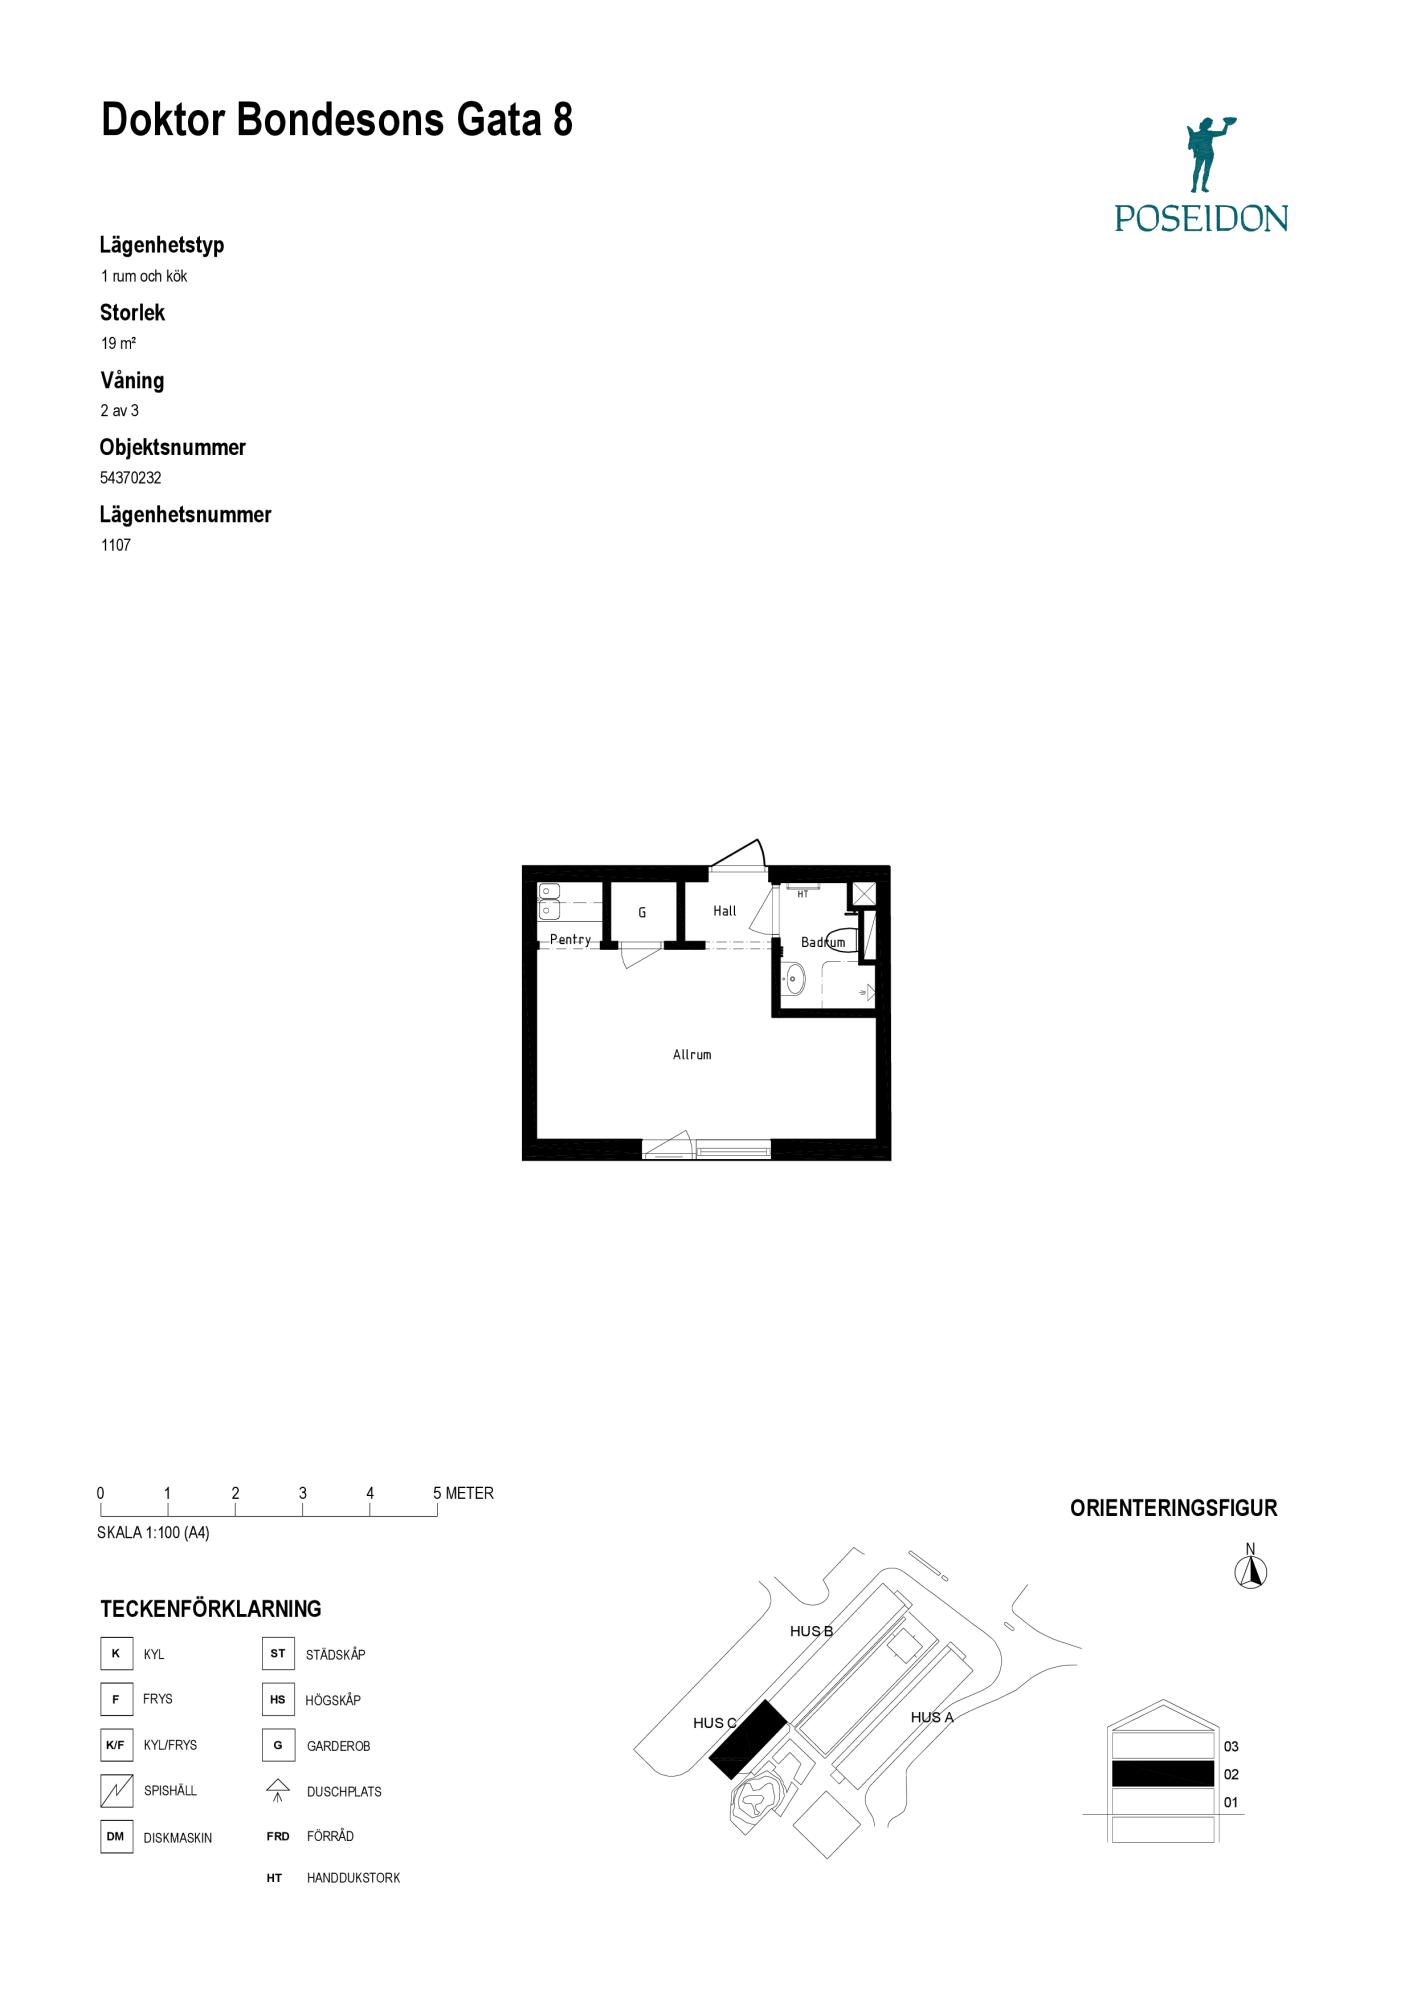 Doktor Bondesons Gata 8
POSEIDON
Lägenhetstyp
1 rum och kök
Storlek
19 m²
Våning
2 av 3
Objektsnummer
54370232
Lägenhetsnummer
1107
G
Hall
HT
Pentry
Badrum
Allrum
0 1 2 3 4 5 METER
SKALA 1:100 (A4)
ORIENTERINGSFIGUR
N
TECKENFÖRKLARNING
K KYL
F FRYS
K/F KYL/FRYS
SPISHÄLL
DM DISKMASKIN
ST STÄDSKÅP
HS HÖGSKÅP
G GARDEROB
DUSCHPLATS
FRD FÖRRÅD
HT HANDDUKSTORK
HUS B
HUS C
HUS A
03
02
01